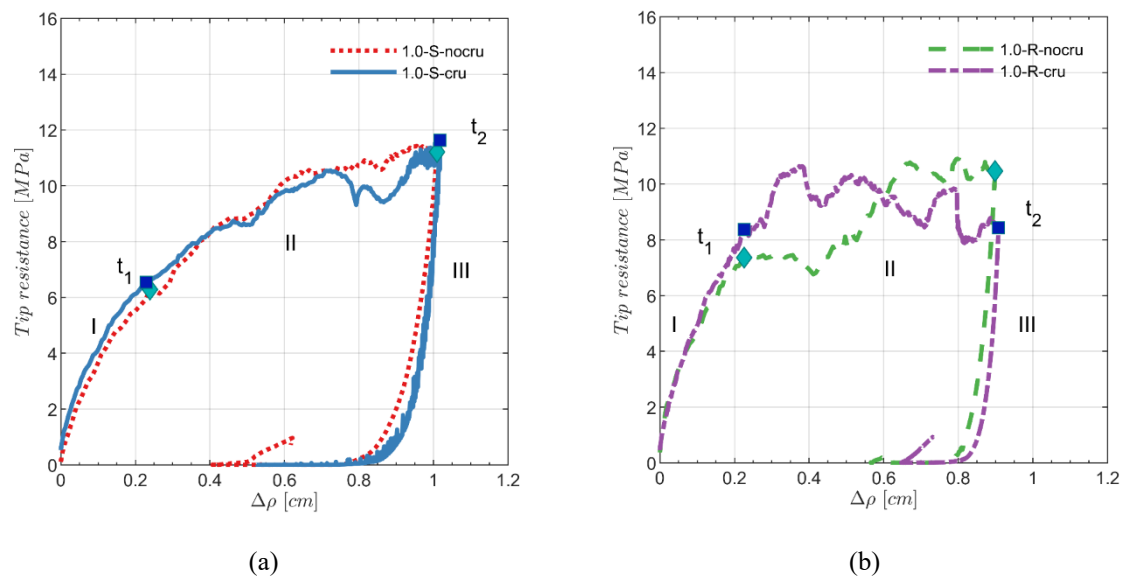 16
14
12
10
8
6
4
2
0
Tip resistance [MPa]
1.0-S-nocru
1.0-S-cru
t1
t2
I
II
III
0
0.2
0.4
0.6
0.8
1
1.2
Δρ [cm]
(a)
16
14
12
10
8
6
4
2
0
Tip resistance [MPa]
1.0-R-nocru
1.0-R-cru
t1
t2
I
II
III
0
0.2
0.4
0.6
0.8
1
1.2
Δρ [cm]
(b)